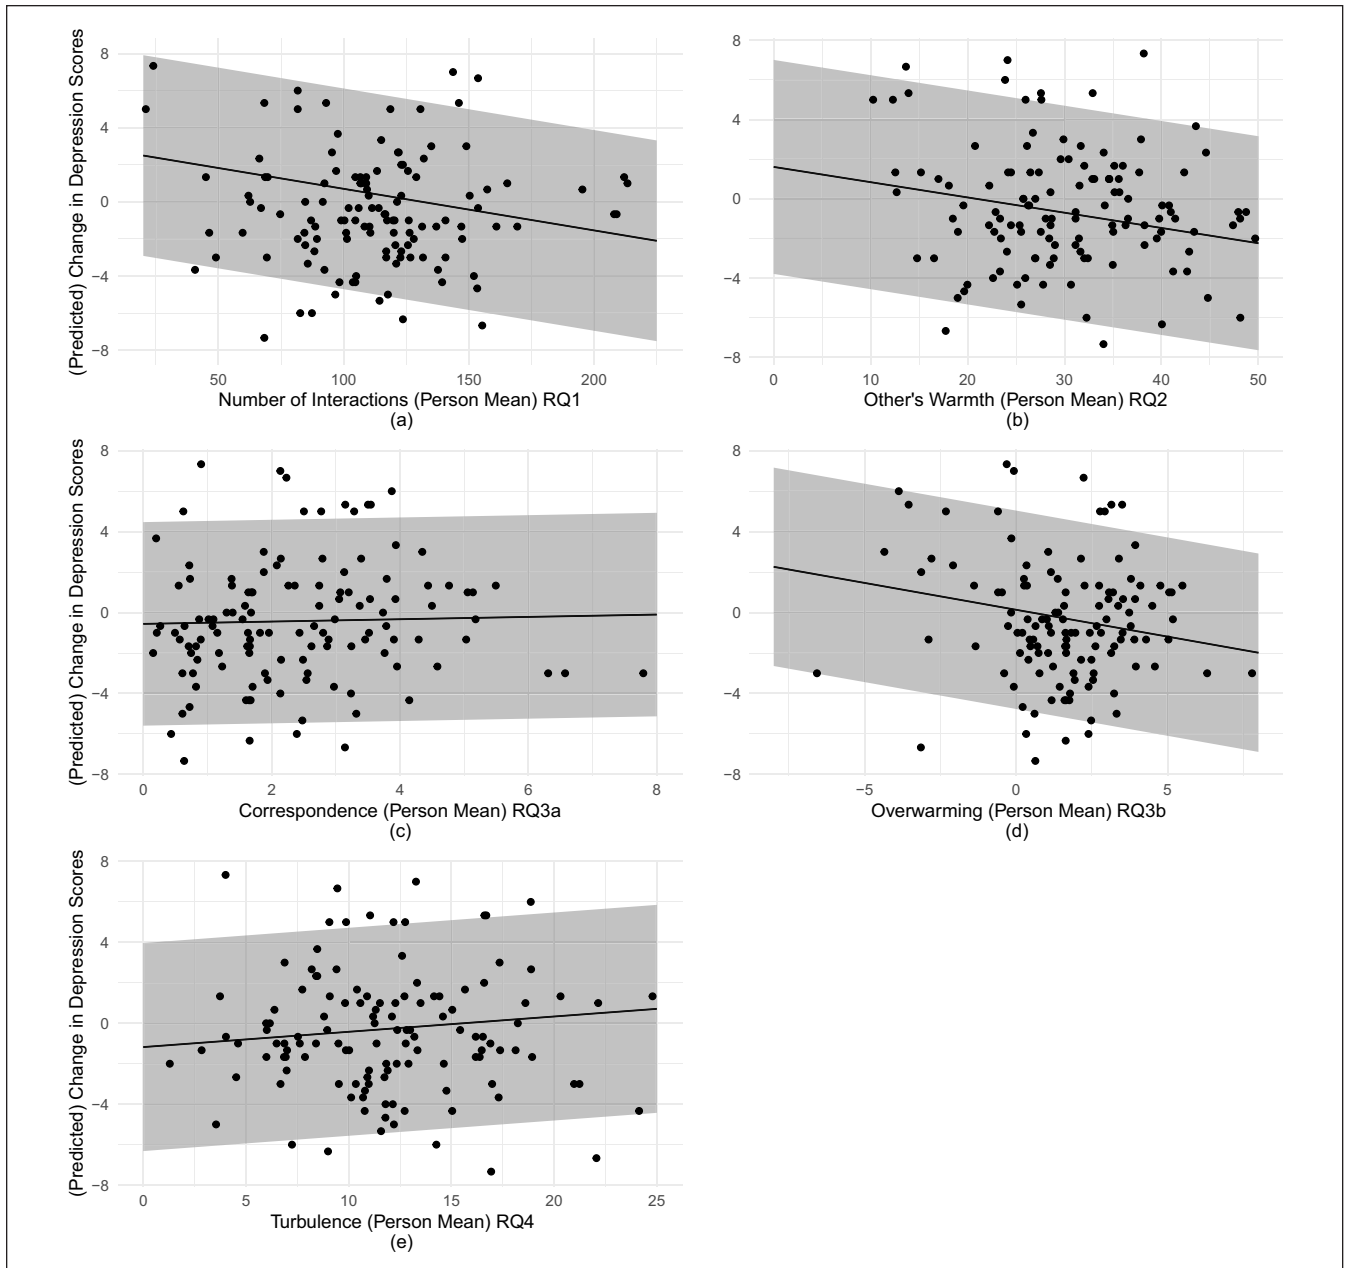 (Predicted) Change in Depression Scores
8
4
0
−4
−8
50 100 150 200
Number of Interactions (Person Mean) RQ1
(a)
8
4
0
−4
−8
0 10 20 30 40 50
Other's Warmth (Person Mean) RQ2
(b)
(Predicted) Change in Depression Scores
8
4
0
−4
−8
0 2 4 6 8
Correspondence (Person Mean) RQ3a
(c)
8
4
0
−4
−8
−5 0 5
Overwarming (Person Mean) RQ3b
(d)
(Predicted) Change in Depression Scores
8
4
0
−4
−8
0 5 10 15 20 25
Turbulence (Person Mean) RQ4
(e)